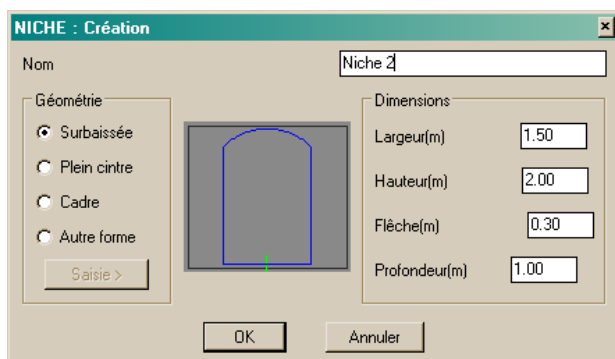 NICHE : Création
Nom
Niche 2
Géométrie
Surbaissée
Plein cintre
Cadre
Autre forme
Saisie >
Dimensions
Largeur(m) 1.50
Hauteur(m) 2.00
Flêche(m) 0.30
Profondeur(m) 1.00
OK
Annuler